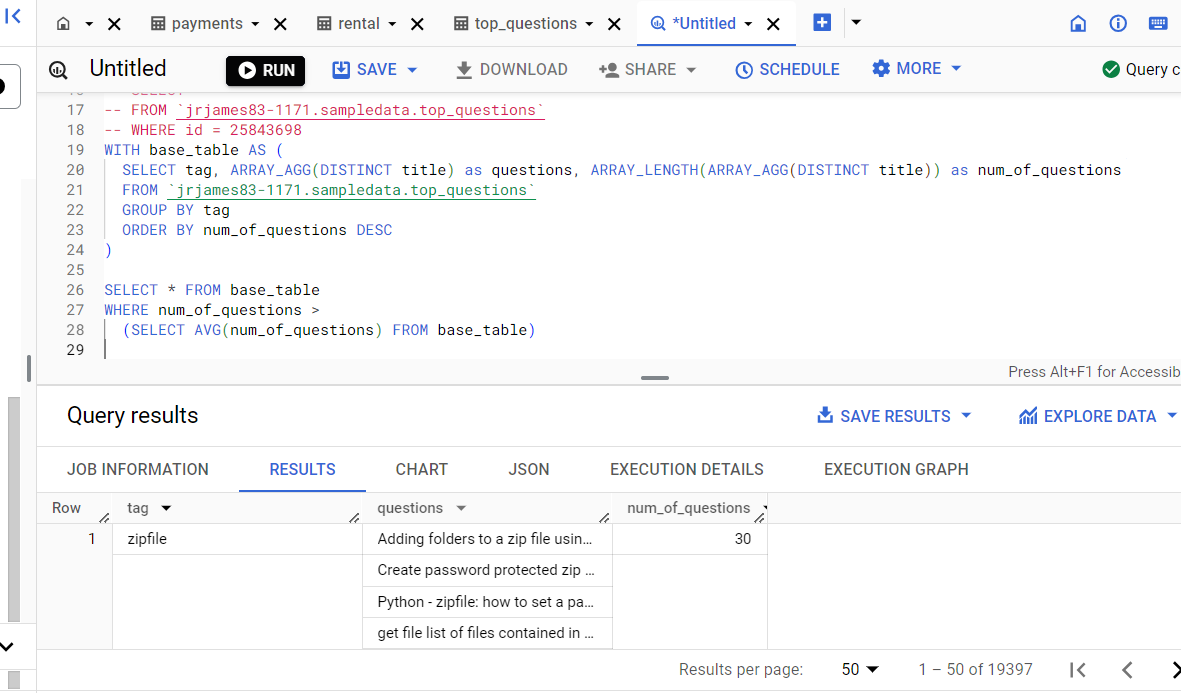 payments rental top_questions *Untitled
Untitled RUN SAVE DOWNLOAD SHARE SCHEDULE MORE Query c
17 -- FROM `jrjames83-1171.sampledata.top_questions`
18 -- WHERE id = 25843698
19 WITH base_table AS (
20 SELECT tag, ARRAY_AGG(DISTINCT title) as questions, ARRAY_LENGTH(ARRAY_AGG(DISTINCT title)) as num_of_questions
21 FROM `jrjames83-1171.sampledata.top_questions`
22 GROUP BY tag
23 ORDER BY num_of_questions DESC
24 )
25
26 SELECT * FROM base_table
27 WHERE num_of_questions >
28 (SELECT AVG(num_of_questions) FROM base_table)
29
Press Alt+F1 for Accessib
Query results SAVE RESULTS EXPLORE DATA
JOB INFORMATION RESULTS CHART JSON EXECUTION DETAILS EXECUTION GRAPH
Row tag questions num_of_questions
1 zipfile Adding folders to a zip file usin... 30
Create password protected zip ...
Python - zipfile: how to set a pa...
get file list of files contained in ...
Results per page: 50 1 – 50 of 19397